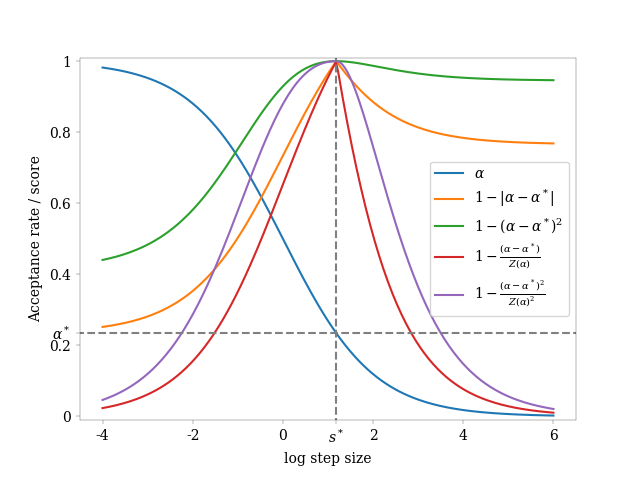 1
0.8
0.6
0.4
α*
0.2
0
Acceptance rate / score
α
1 − |α − α*|
1 − (α − α*)²
1 − (α−α*)/Z(α)
1 − (α−α*)²/Z(α)²
-4 -2 0 s* 2 4 6
log step size